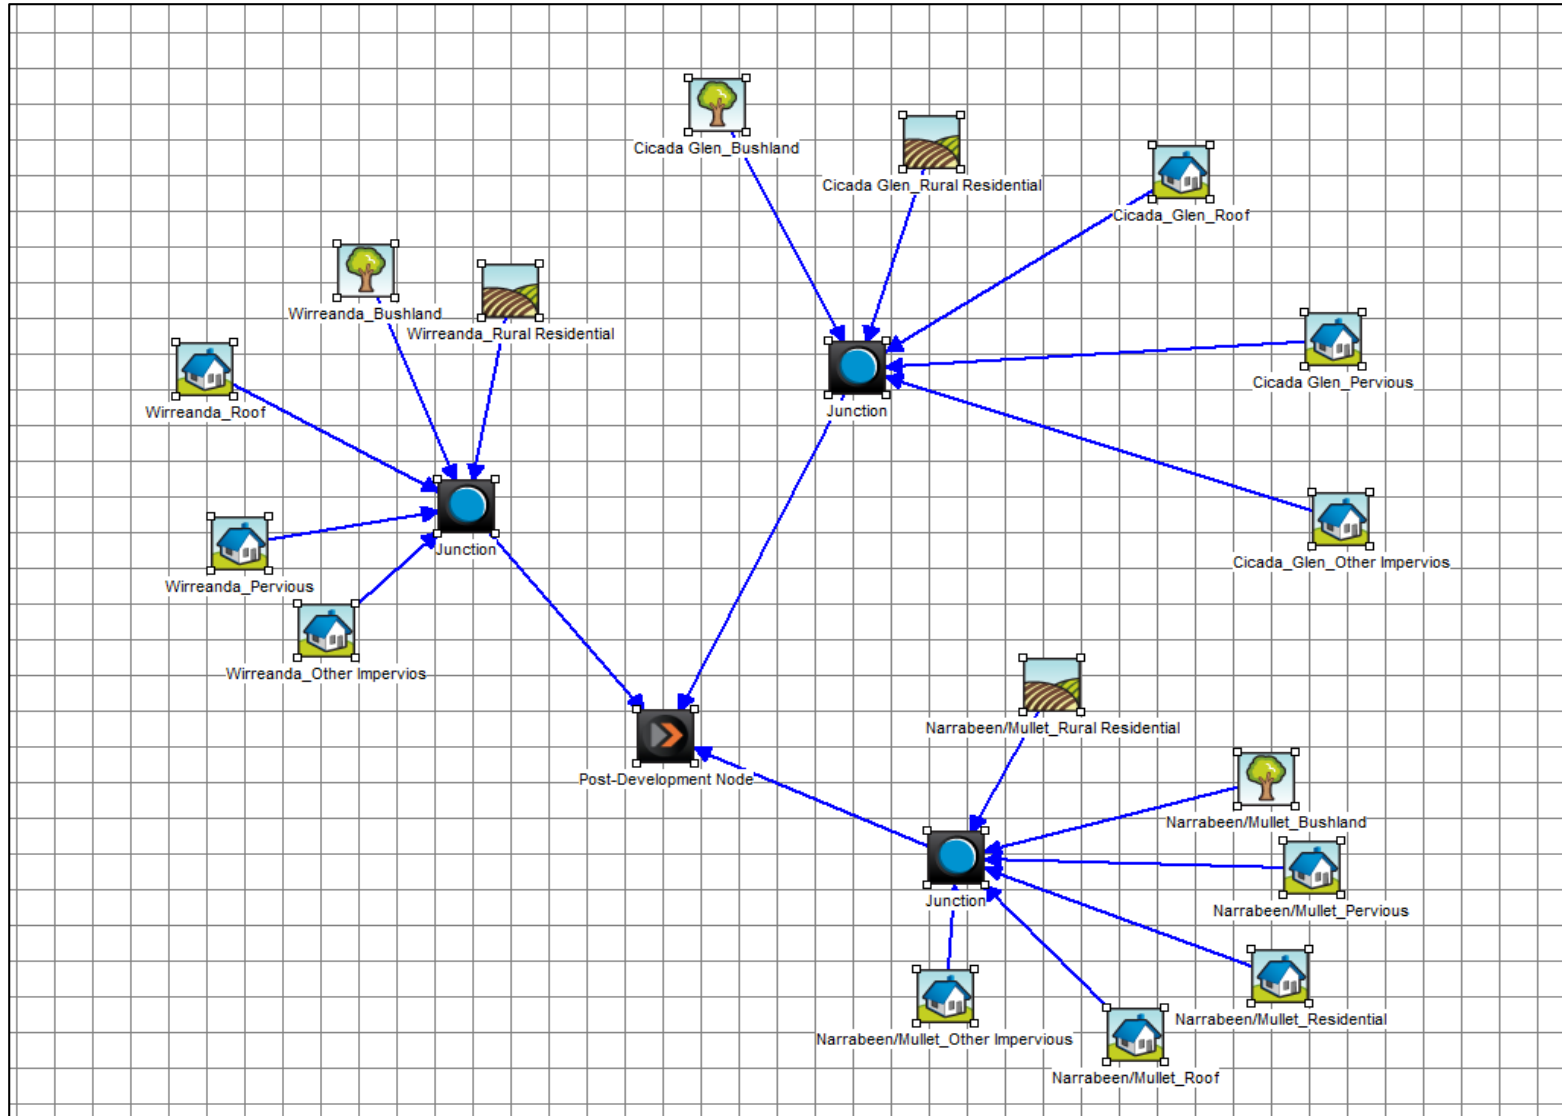 Cicada Glen_Bushland
Cicada Glen_Rural Residential
Cicada_Glen_Roof
Wirreanda_Bushland
Wirreanda_Rural Residential
Cicada Glen_Pervious
Wirreanda_Roof
Junction
Junction
Cicada_Glen_Other Impervios
Wirreanda_Pervious
Wirreanda_Other Impervios
Narrabeen/Mullet_Rural Residential
Post-Development Node
Narrabeen/Mullet_Bushland
Junction
Narrabeen/Mullet_Pervious
Narrabeen/Mullet_Residential
Narrabeen/Mullet_Other Impervious
Narrabeen/Mullet_Roof